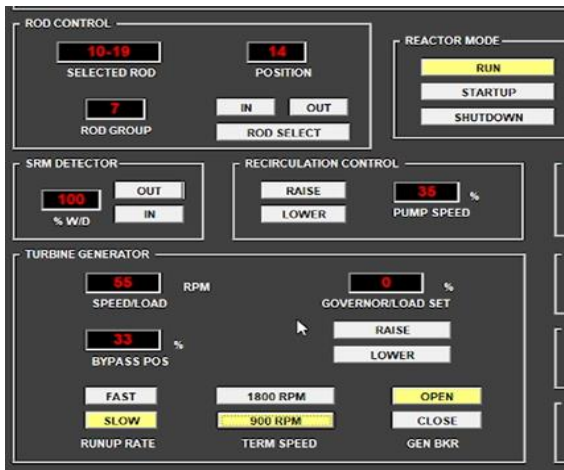 ROD CONTROL
10-19
14
SELECTED ROD
POSITION
7
IN
OUT
ROD GROUP
ROD SELECT
REACTOR MODE
RUN
STARTUP
SHUTDOWN
SRM DETECTOR
100
OUT
% W/D
IN
RECIRCULATION CONTROL
RAISE
35 %
LOWER
PUMP SPEED
TURBINE GENERATOR
55 RPM
SPEED/LOAD
0 %
GOVERNOR/LOAD SET
33 %
BYPASS POS
RAISE
LOWER
FAST
1800 RPM
OPEN
SLOW
900 RPM
CLOSE
RUNUP RATE
TERM SPEED
GEN BKR